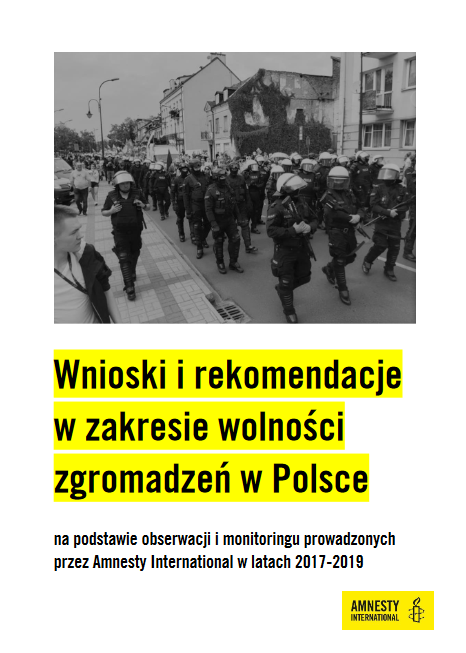 Wnioski i rekomendacje
w zakresie wolności
zgromadzeń w Polsce
na podstawie obserwacji i monitoringu prowadzonych
przez Amnesty International w latach 2017-2019
AMNESTY
INTERNATIONAL